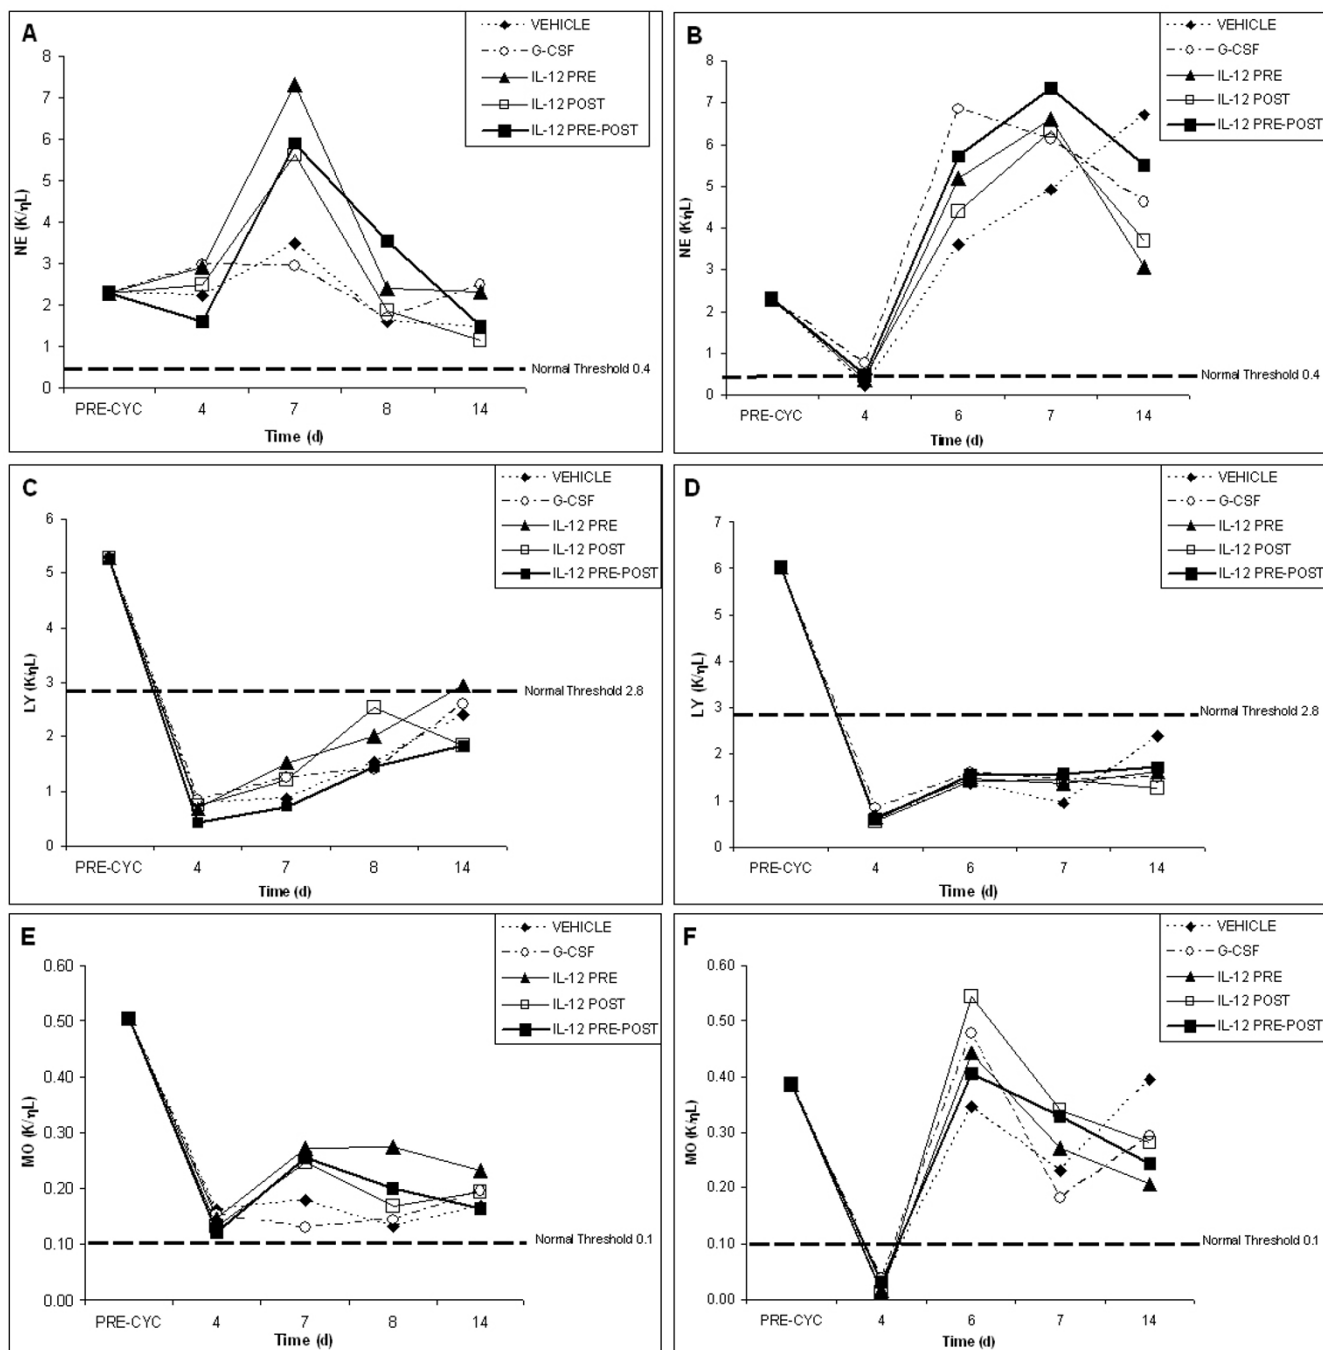 A
VEHICLE
G-CSF
IL-12 PRE
IL-12 POST
IL-12 PRE-POST
8
7
6
5
4
3
2
1
0
NE (K/ηL)
Normal Threshold 0.4
PRE-CYC 4 7 8 14
Time (d)
B
VEHICLE
G-CSF
IL-12 PRE
IL-12 POST
IL-12 PRE-POST
8
7
6
5
4
3
2
1
0
NE (K/ηL)
Normal Threshold 0.4
PRE-CYC 4 6 7 14
Time (d)
C
VEHICLE
G-CSF
IL-12 PRE
IL-12 POST
IL-12 PRE-POST
6
5
4
3
2
1
0
LY (K/ηL)
Normal Threshold 2.8
PRE-CYC 4 7 8 14
Time (d)
D
VEHICLE
G-CSF
IL-12 PRE
IL-12 POST
IL-12 PRE-POST
7
6
5
4
3
2
1
0
LY (K/ηL)
Normal Threshold 2.8
PRE-CYC 4 6 7 14
Time (d)
E
VEHICLE
G-CSF
IL-12 PRE
IL-12 POST
IL-12 PRE-POST
0.60
0.50
0.40
0.30
0.20
0.10
0.00
MO (K/ηL)
Normal Threshold 0.1
PRE-CYC 4 7 8 14
Time (d)
F
VEHICLE
G-CSF
IL-12 PRE
IL-12 POST
IL-12 PRE-POST
0.60
0.50
0.40
0.30
0.20
0.10
0.00
MO (K/ηL)
Normal Threshold 0.1
PRE-CYC 4 6 7 14
Time (d)